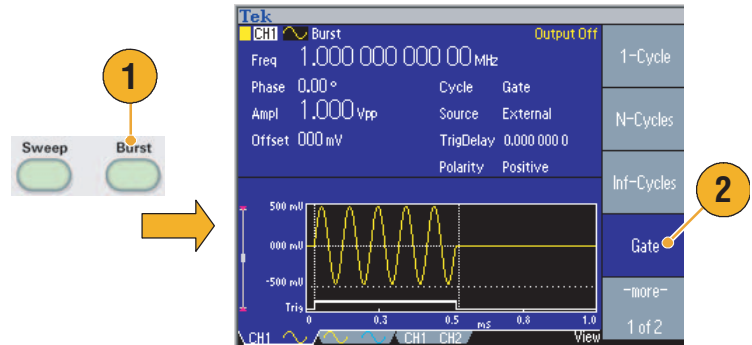 1
Sweep Burst
Tek
CH1 Burst Output Off
Freq 1.000 000 000 00 MHz
Phase 0.00 ° Cycle Gate
Ampl 1.000 Vpp Source External
Offset 000 mV TrigDelay 0.000 000 0
Polarity Positive
1-Cycle
N-Cycles
Inf-Cycles
Gate
2
-more-
1 of 2
500 mU
000 mU
-500 mU
Trig
0 0.3 0.5 ms 0.8 1.0
CH1 CH1 CH2 View